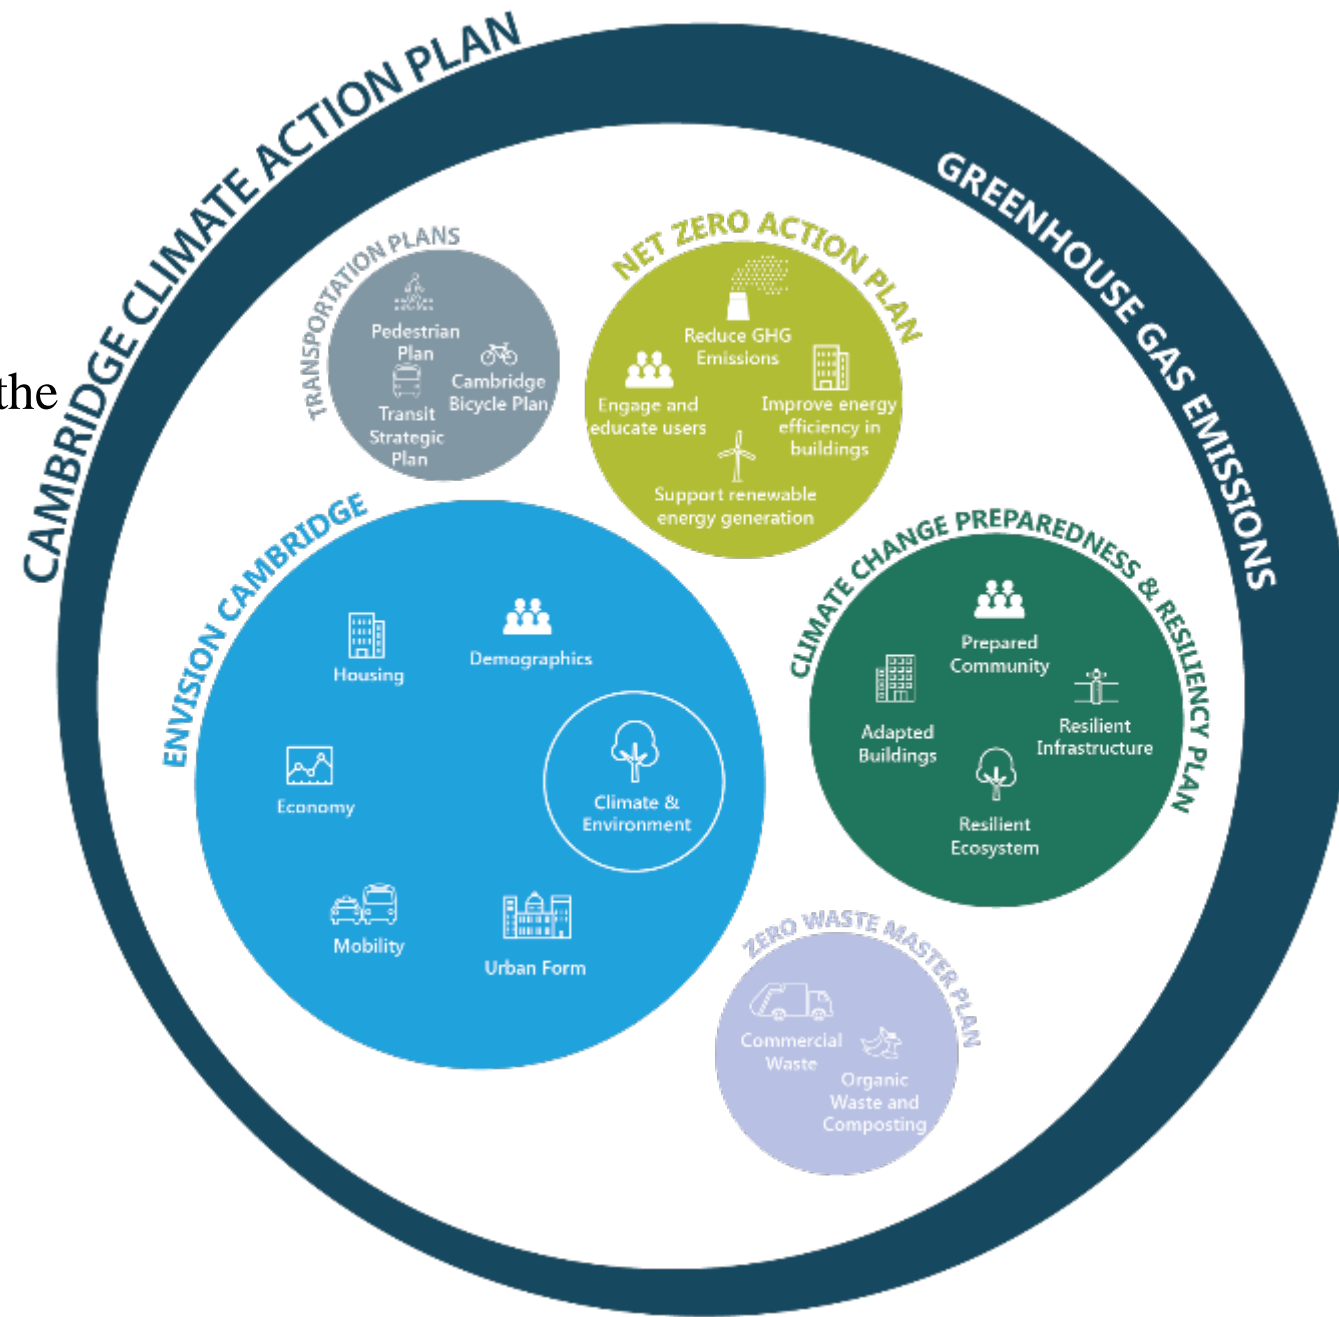 CAMBRIDGE CLIMATE ACTION PLAN
GREENHOUSE GAS EMISSIONS
the
TRANSPORTATION PLANS
Pedestrian
Plan
Cambridge
Bicycle Plan
Transit
Strategic
Plan
NET ZERO ACTION PLAN
Reduce GHG
Emissions
Engage and
educate users
Improve energy
efficiency in
buildings
Support renewable
energy generation
ENVISION CAMBRIDGE
Housing
Demographics
Economy
Climate &
Environment
Mobility
Urban Form
CLIMATE CHANGE PREPAREDNESS & RESILIENCY PLAN
Prepared
Community
Adapted
Buildings
Resilient
Infrastructure
Resilient
Ecosystem
ZERO WASTE MASTER PLAN
Commercial
Waste
Organic
Waste and
Composting